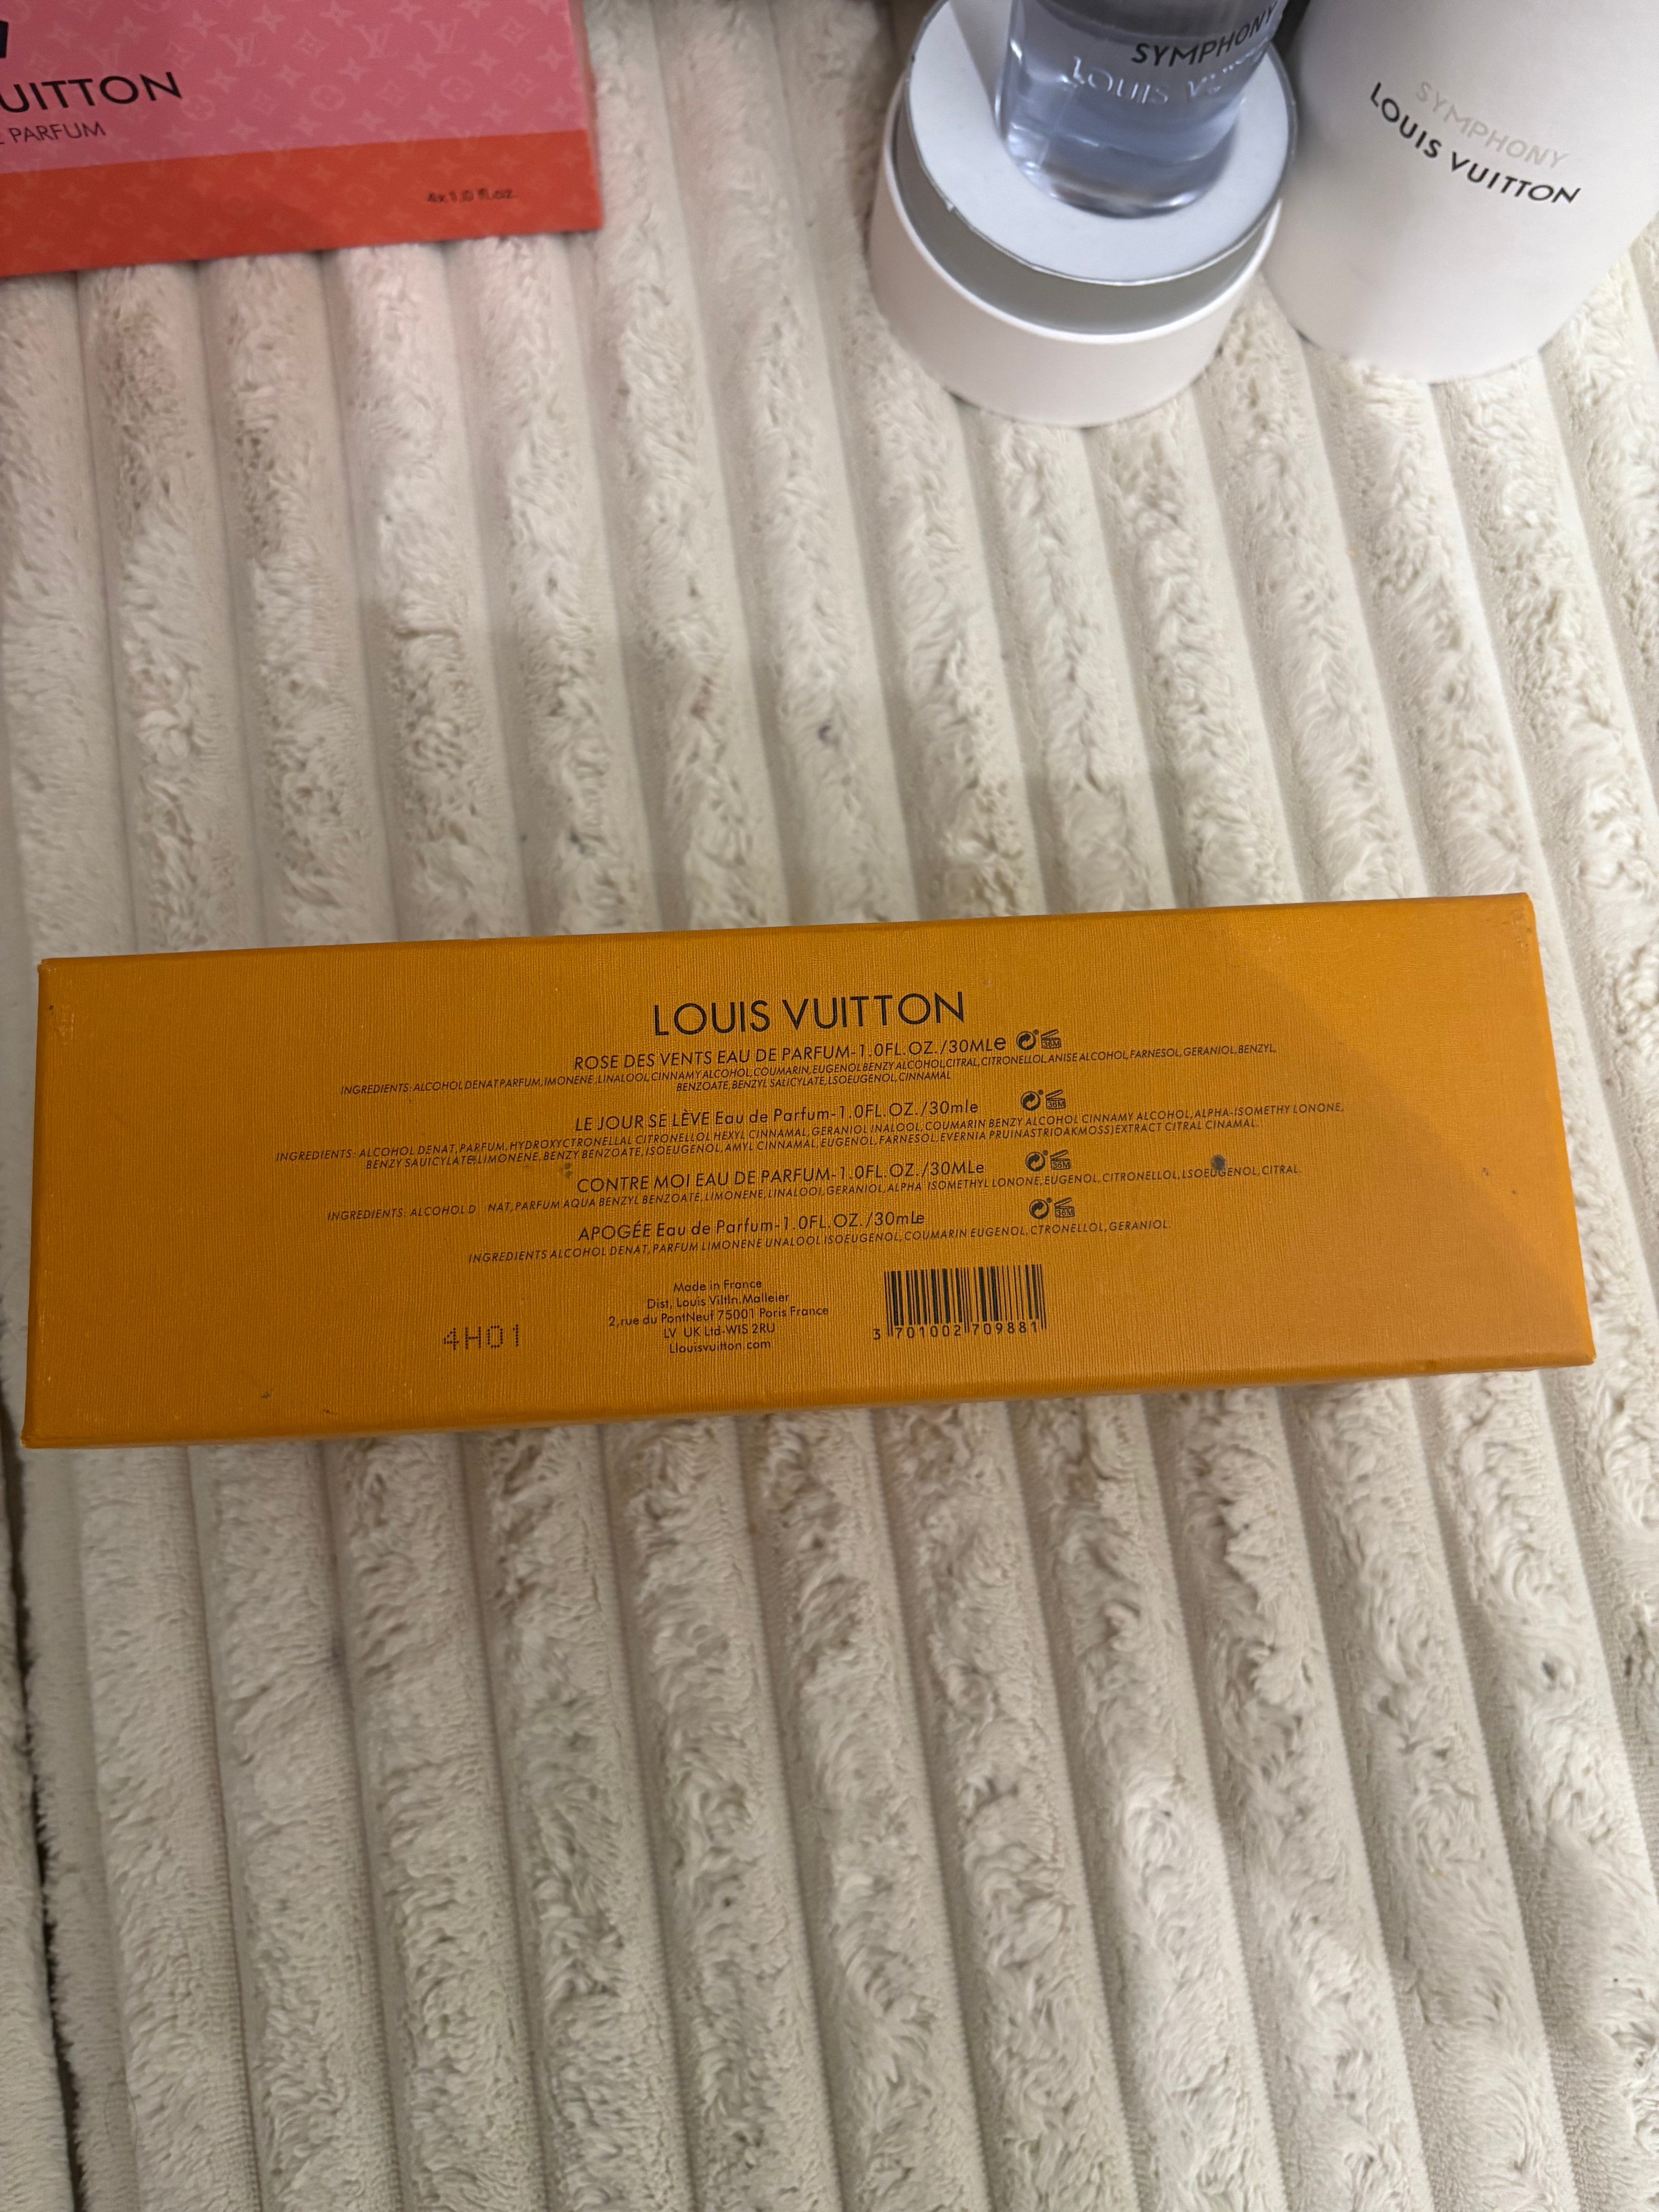 UITTON
PARFUM
4x1.0 fl.oz.
SYMPHONY
LOUIS
SYMPHONY
LOUIS VUITTON
LOUIS VUITTON
ROSE DES VENTS EAU DE PARFUM-1.0FL.OZ./30MLe 36M
INGREDIENTS: ALCOHOL DENAT PARFUM, IMONENE, LINALOOL, CINNAMY ALCOHOL, COUMARIN, EUGENOL BENZY ALCOHOL, CITRAL, CITRONELLOL, ANISE ALCOHOL, FARNESOL, GERANIOL, BENZYL,
BENZOATE, BENZYL SALICYLATE, LSOEUGENOL, CINNAMAL
LE JOUR SE LÈVE Eau de Parfum-1.0FL.OZ./30mle 36M
INGREDIENTS: ALCOHOL DENAT, PARFUM, HYDROXYCTRONELLAL CITRONELLOL HEXYL CINNAMAL, GERANIOL INALOOL, COUMARIN BENZY ALCOHOL CINNAMY ALCOHOL, ALPHA-ISOMETHY LONONE,
BENZY SAUICYLATE LIMONENE, BENZY BENZOATE, ISOEUGENOL, AMYL CINNAMAL, EUGENOL, FARNESOL, EVERNIA PRUINASTRIOAKMOSS) EXTRACT CITRAL CINAMAL.
CONTRE MOI EAU DE PARFUM-1.0FL.OZ./30MLe 36M
INGREDIENTS: ALCOHOL D NAT, PARFUM AQUA BENZYL BENZOATE, LIMONENE, LINALOOI, GERANIOL, ALPHA ISOMETHYL LONONE, EUGENOL, CITRONELLOL, LSOEUGENOL, CITRAL.
APOGÉE Eau de Parfum-1.0FL.OZ./30mLe 36M
INGREDIENTS ALCOHOL DENAT, PARFUM LIMONENE UNALOOL ISOEUGENOL, COUMARIN EUGENOL, CTRONELLOL, GERANIOL.
Made in France
Dist, Louis Viltln.Malleier
2,rue du PontNeuf 75001 Poris France
LV UK Ltd-WIS 2RU
Llouisvuitton.com
4H01
3 701002 709881